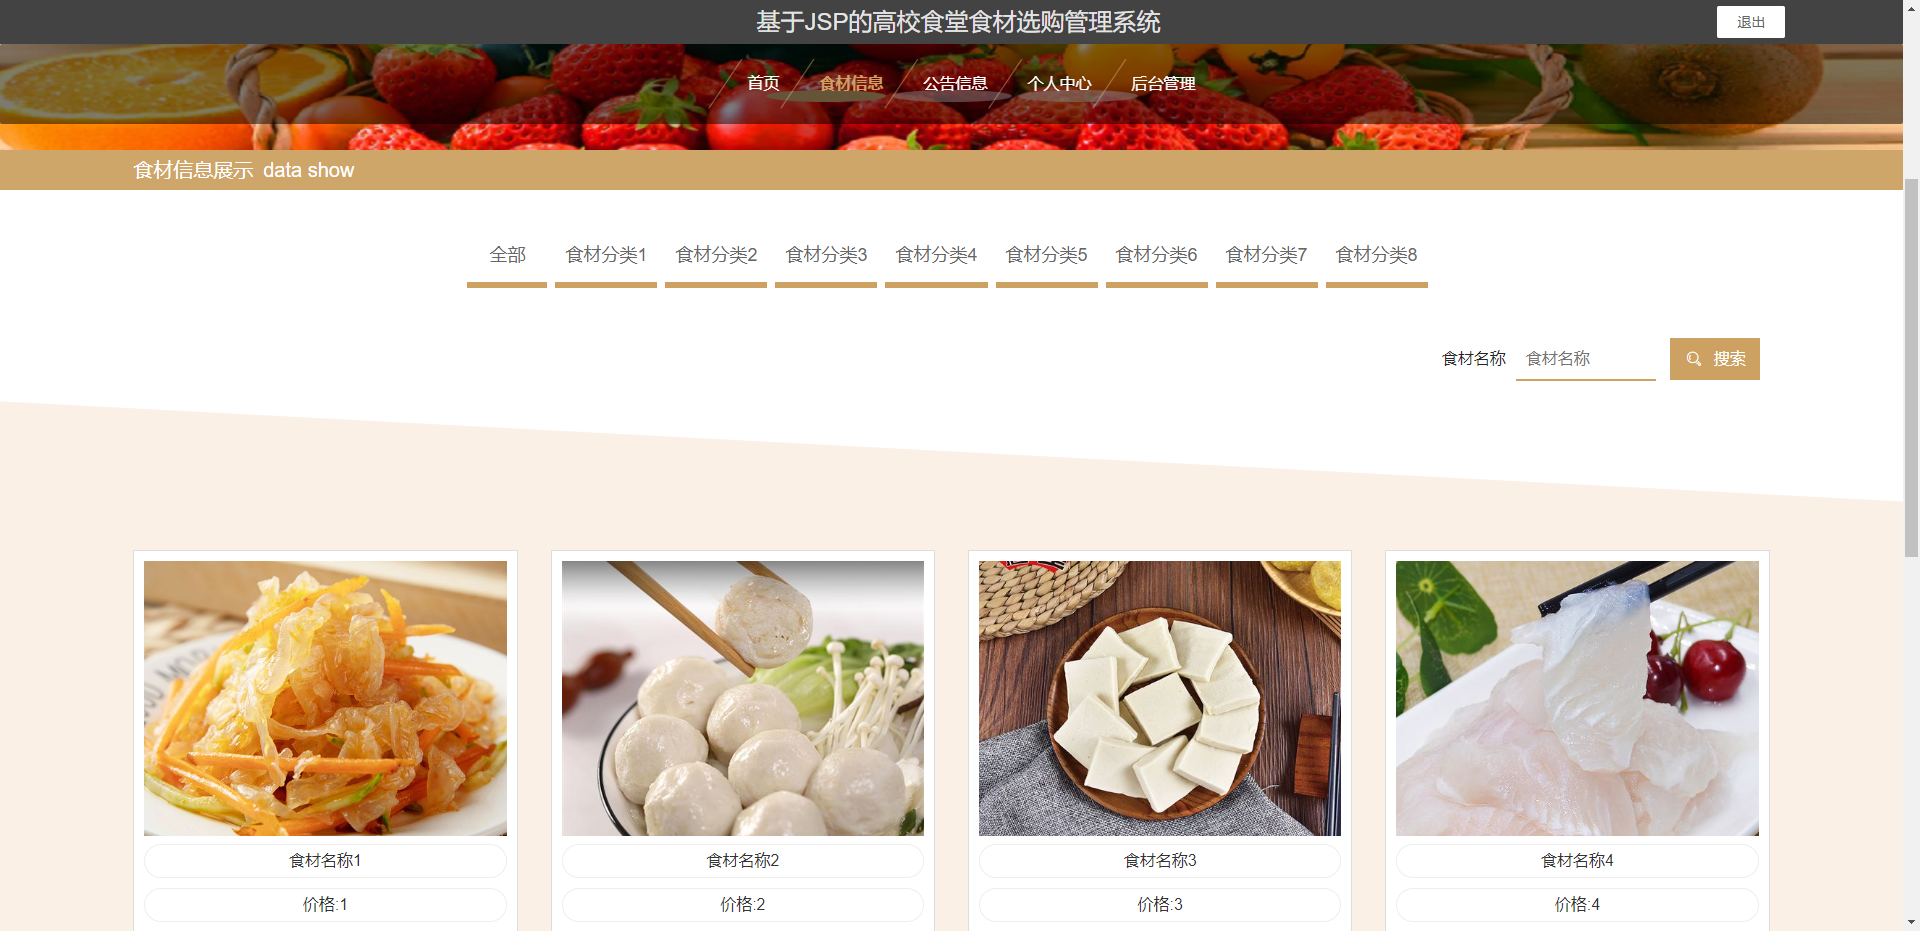 基于JSP的高校食堂食材选购管理系统
退出
首页 食材信息 公告信息 个人中心 后台管理
食材信息展示 data show
全部 食材分类1 食材分类2 食材分类3 食材分类4 食材分类5 食材分类6 食材分类7 食材分类8
食材名称 食材名称 搜索
食材名称1 食材名称2 食材名称3 食材名称4
价格:1 价格:2 价格:3 价格:4